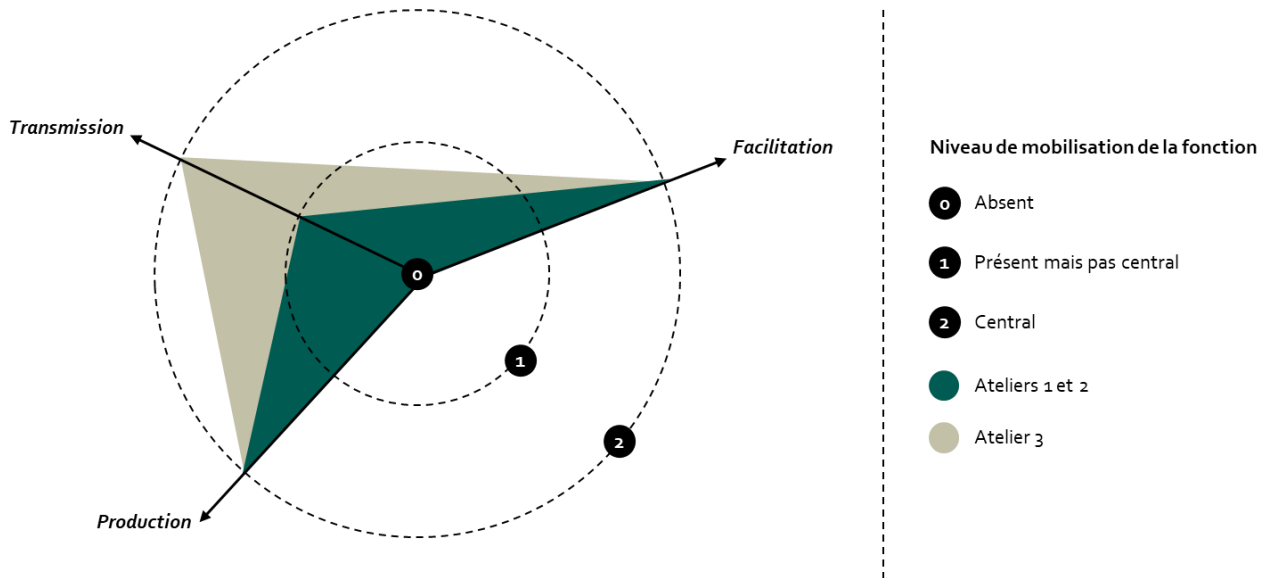 Transmission
Facilitation
0
1
2
Production
Niveau de mobilisation de la fonction
0 Absent
1 Présent mais pas central
2 Central
Ateliers 1 et 2
Atelier 3